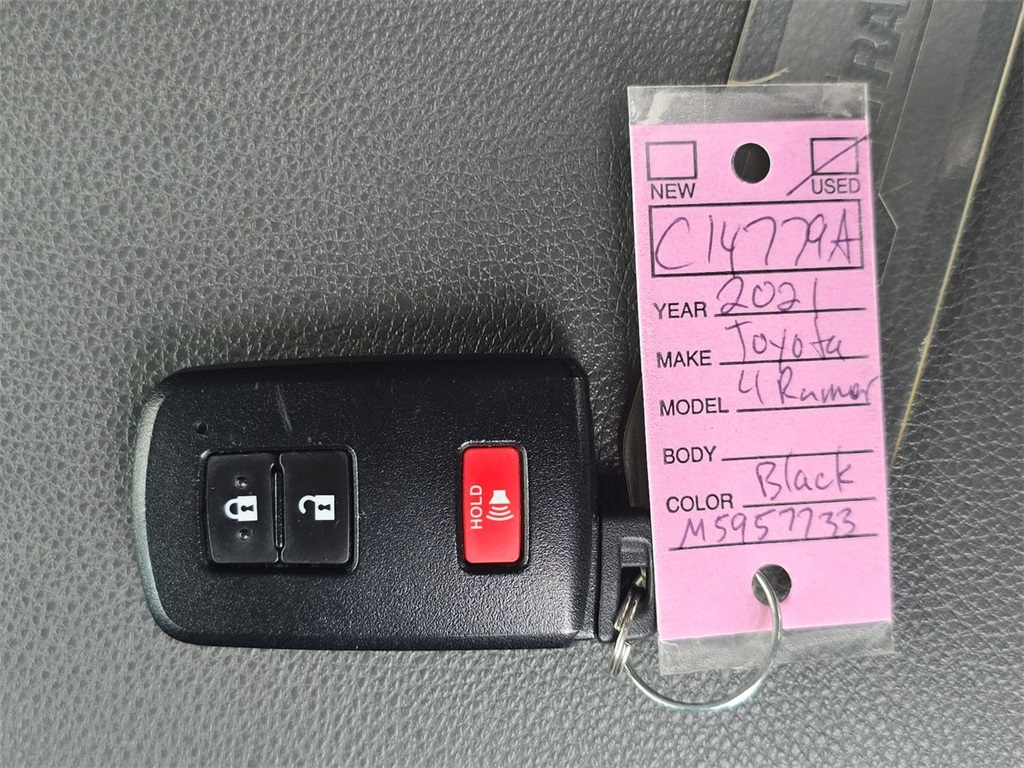 NEW USED
C14779A
YEAR 2021
MAKE Toyota
MODEL 4 Runner
BODY
COLOR Black
M5957733
HOLD